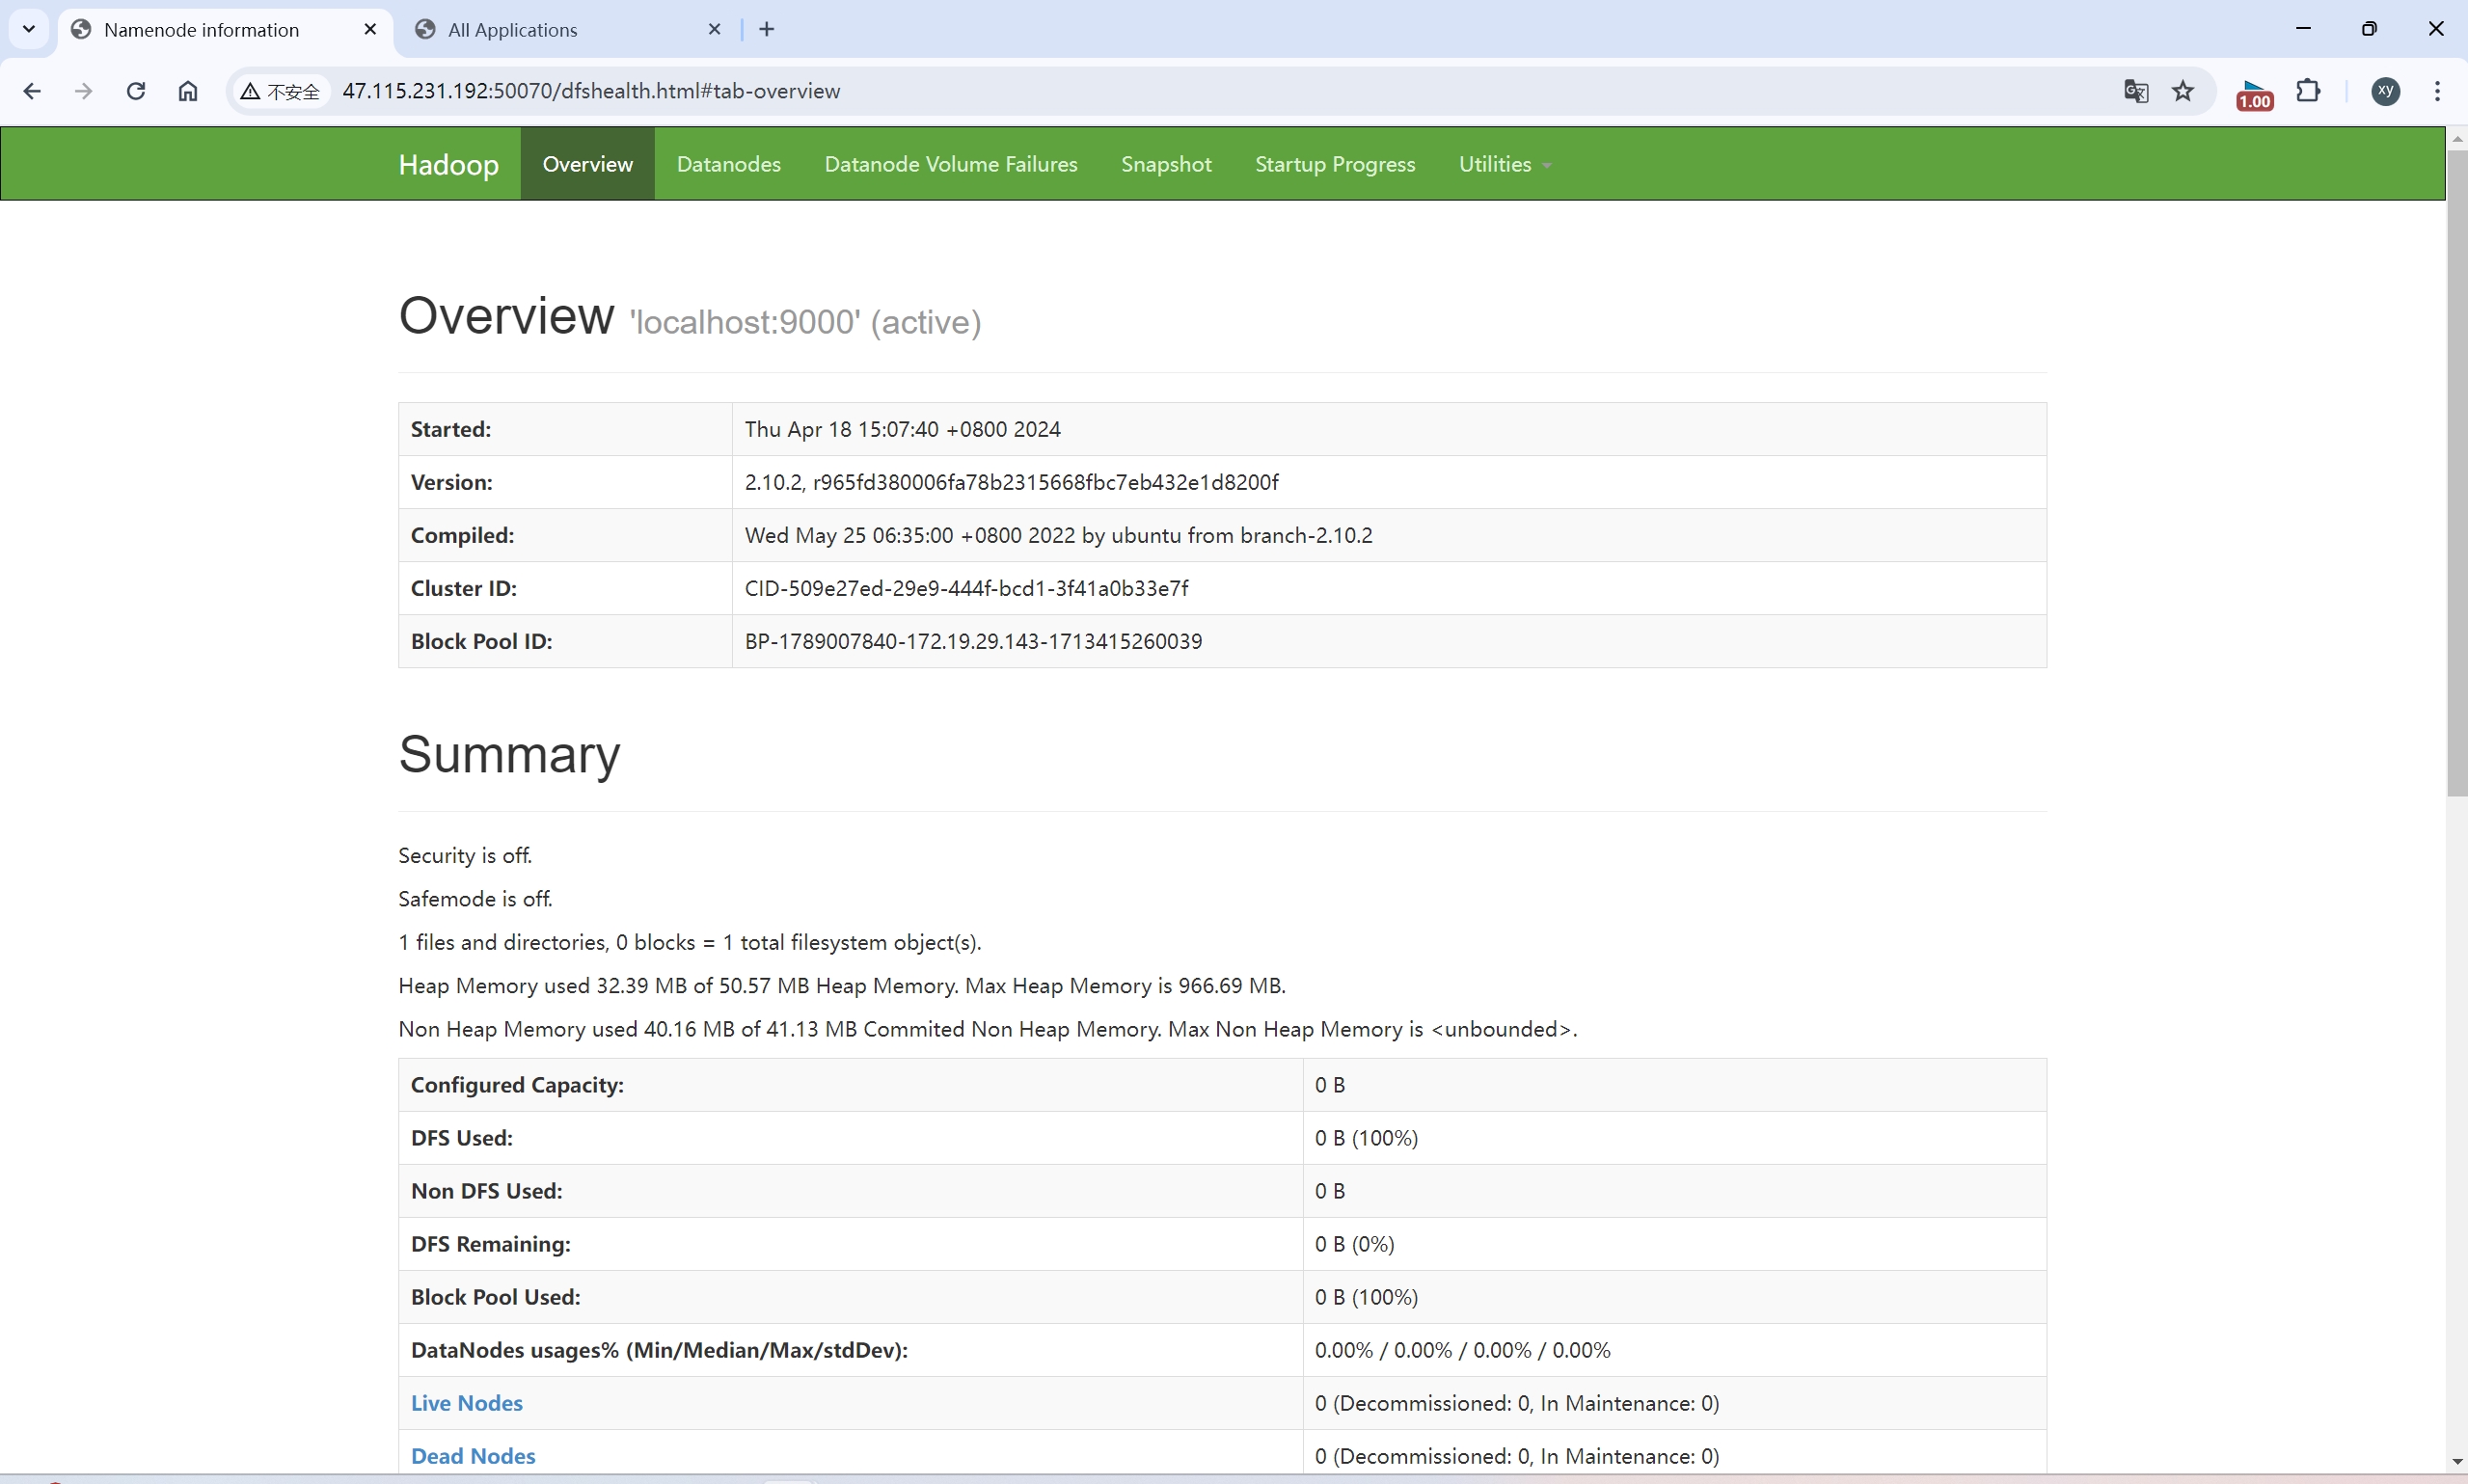 Namenode information
All Applications
不安全
47.115.231.192:50070/dfshealth.html#tab-overview
1.00
xy
Hadoop Overview Datanodes Datanode Volume Failures Snapshot Startup Progress Utilities
Overview 'localhost:9000' (active)
Started: Thu Apr 18 15:07:40 +0800 2024
Version: 2.10.2, r965fd380006fa78b2315668fbc7eb432e1d8200f
Compiled: Wed May 25 06:35:00 +0800 2022 by ubuntu from branch-2.10.2
Cluster ID: CID-509e27ed-29e9-444f-bcd1-3f41a0b33e7f
Block Pool ID: BP-1789007840-172.19.29.143-1713415260039
Summary
Security is off.
Safemode is off.
1 files and directories, 0 blocks = 1 total filesystem object(s).
Heap Memory used 32.39 MB of 50.57 MB Heap Memory. Max Heap Memory is 966.69 MB.
Non Heap Memory used 40.16 MB of 41.13 MB Commited Non Heap Memory. Max Non Heap Memory is <unbounded>.
Configured Capacity: 0 B
DFS Used: 0 B (100%)
Non DFS Used: 0 B
DFS Remaining: 0 B (0%)
Block Pool Used: 0 B (100%)
DataNodes usages% (Min/Median/Max/stdDev): 0.00% / 0.00% / 0.00% / 0.00%
Live Nodes 0 (Decommissioned: 0, In Maintenance: 0)
Dead Nodes 0 (Decommissioned: 0, In Maintenance: 0)